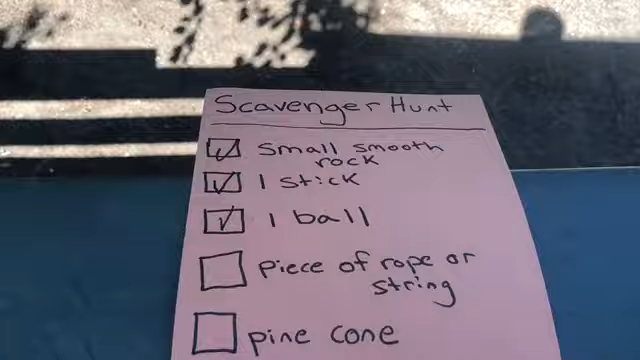 Scavenger Hunt
small smooth
rock
1 stick
1 ball
piece of rope or
string
pine cone